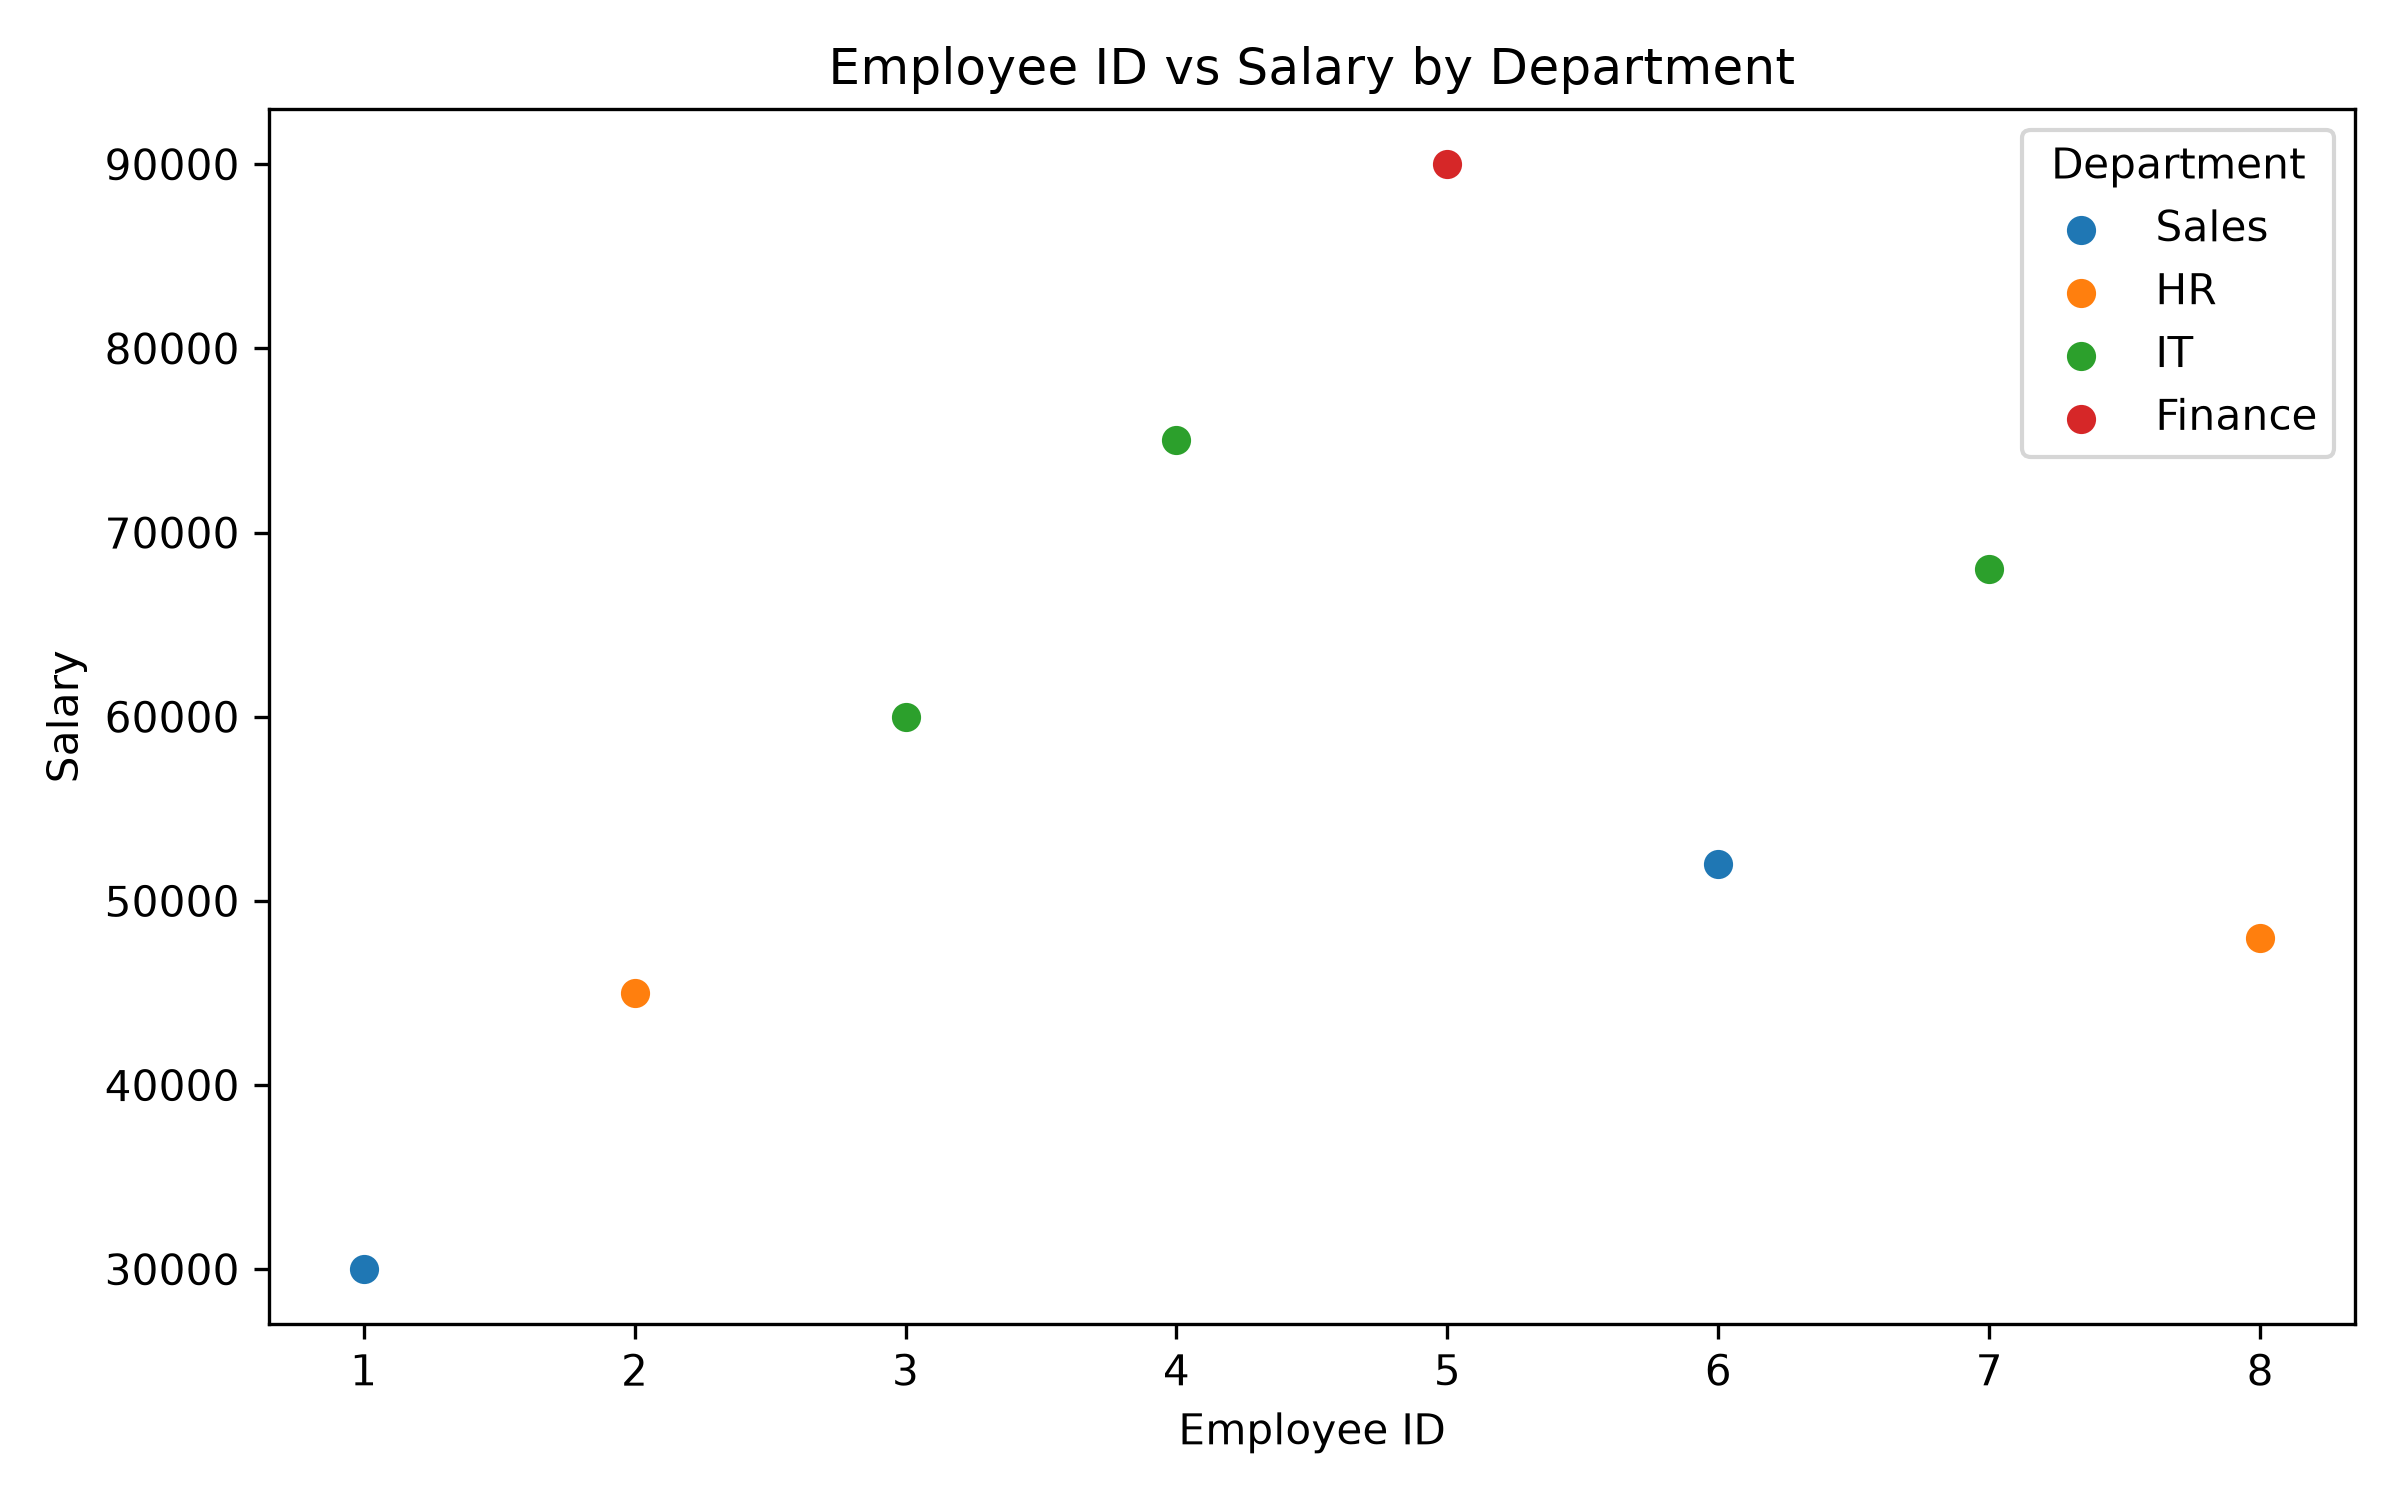 Employee ID vs Salary by Department
Department
Sales
HR
IT
Finance
90000
80000
70000
60000
50000
40000
30000
Salary
1 2 3 4 5 6 7 8
Employee ID